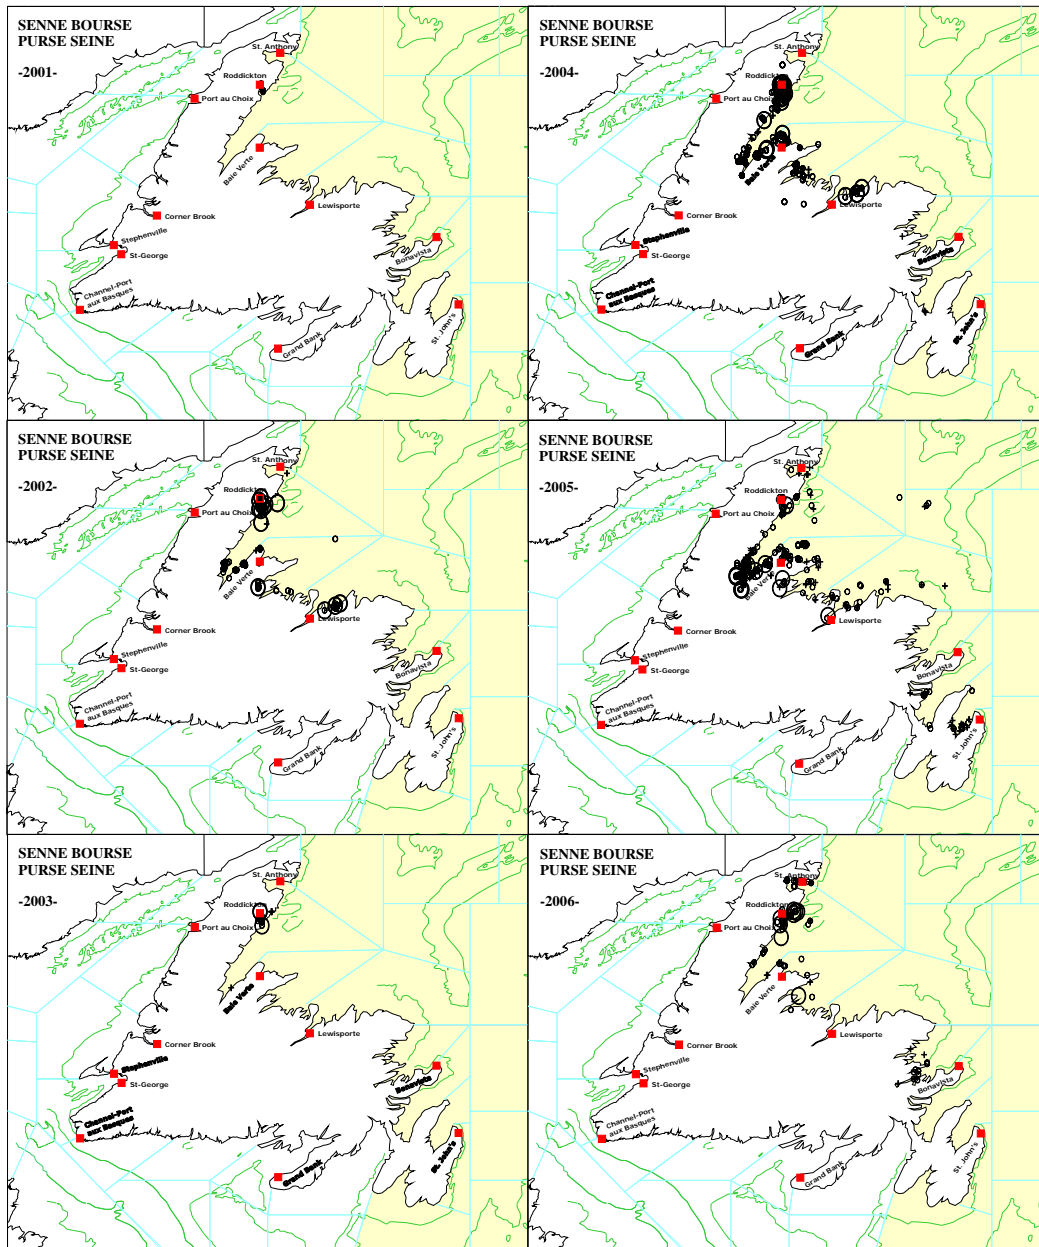 SENNE BOURSE
PURSE SEINE
-2001-
St. Anthony
Roddickton
Port au Choix
Baie Verte
Lewisporte
Corner Brook
Stephenville
St-George
Bonavista
Channel-Port
aux Basques
St. John's
Grand Bank
SENNE BOURSE
PURSE SEINE
-2004-
St. Anthony
Roddickton
Port au Choix
Baie Verte
Lewisporte
Corner Brook
Stephenville
St-George
Bonavista
Channel-Port
aux Basques
St. John's
Grand Bank
SENNE BOURSE
PURSE SEINE
-2002-
St. Anthony
Roddickton
Port au Choix
Baie Verte
Lewisporte
Corner Brook
Stephenville
St-George
Bonavista
Channel-Port
aux Basques
St. John's
Grand Bank
SENNE BOURSE
PURSE SEINE
-2005-
St. Anthony
Roddickton
Port au Choix
Baie Verte
Lewisporte
Corner Brook
Stephenville
St-George
Bonavista
Channel-Port
aux Basques
St. John's
Grand Bank
SENNE BOURSE
PURSE SEINE
-2003-
St. Anthony
Roddickton
Port au Choix
Baie Verte
Lewisporte
Corner Brook
Stephenville
St-George
Bonavista
Channel-Port
aux Basques
St. John's
Grand Bank
SENNE BOURSE
PURSE SEINE
-2006-
St. Anthony
Roddickton
Port au Choix
Baie Verte
Lewisporte
Corner Brook
Stephenville
St-George
Bonavista
Channel-Port
aux Basques
St. John's
Grand Bank